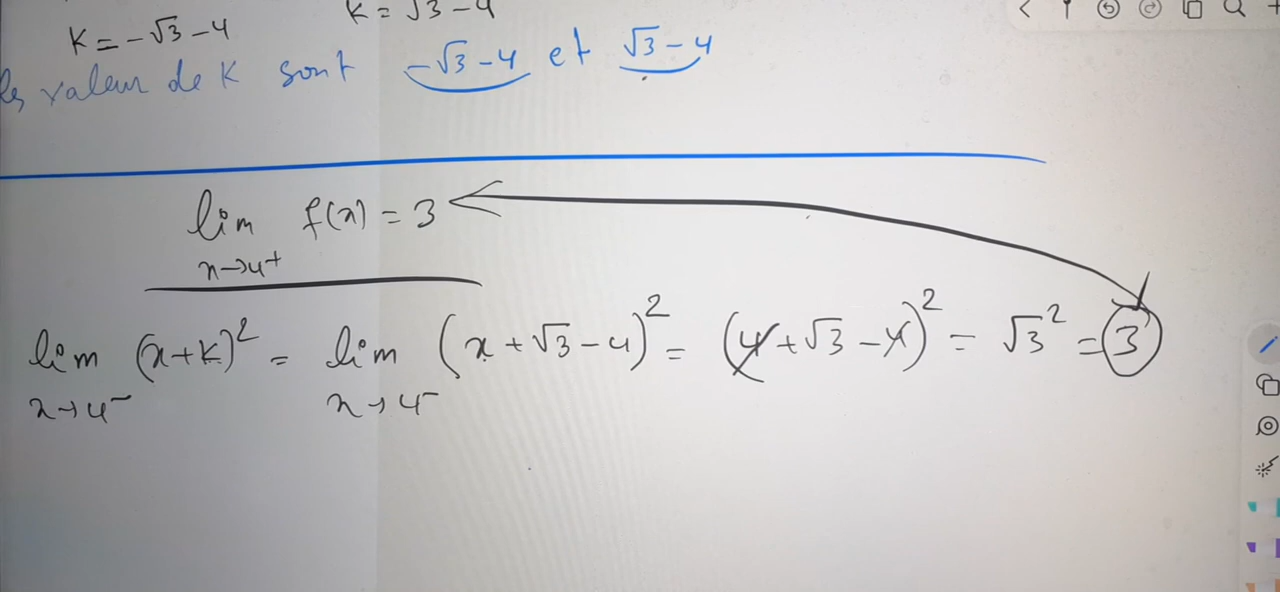 K = -√3 - 4 K = √3 - 4
les valeur de K sont -√3 - 4 et √3 - 4
lim f(x) = 3
x→4+
lim (x+K)² = lim (x + √3 - 4)² = (4 + √3 - 4)² = √3² = 3
x→4- x→4-